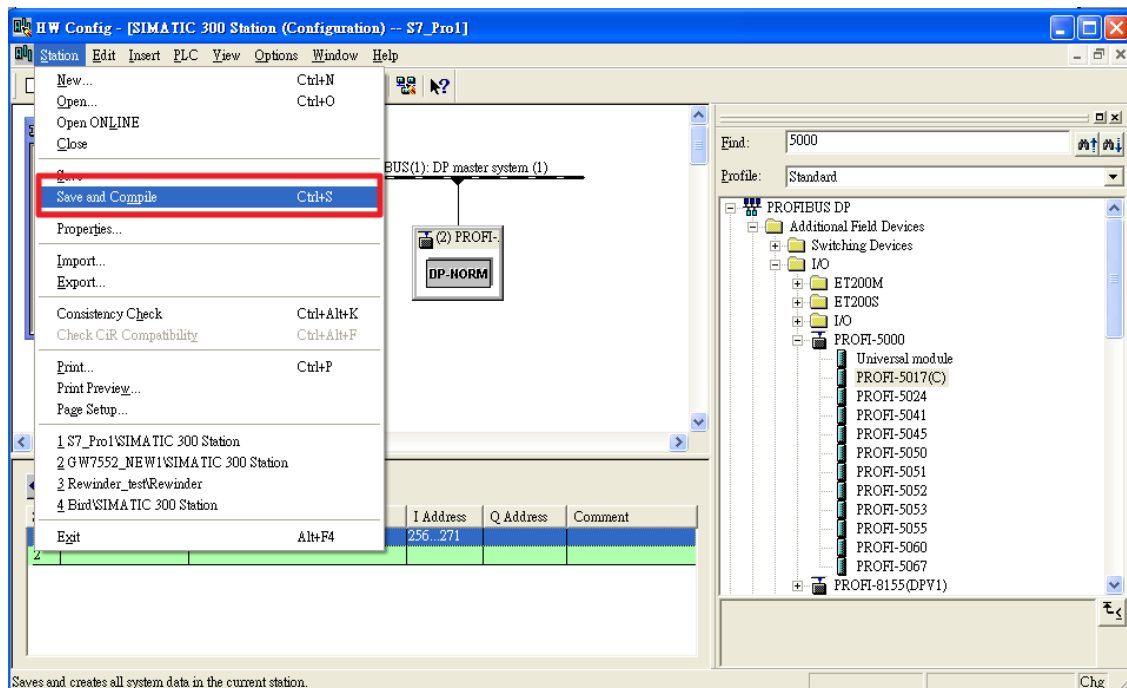 HW Config - [SIMATIC 300 Station (Configuration) -- S7_Pro1]
Station Edit Insert PLC View Options Window Help
New... Ctrl+N
Open... Ctrl+O
Open ONLINE
Close
Save
Save and Compile Ctrl+S
Properties...
Import...
Export...
Consistency Check Ctrl+Alt+K
Check CiR Compatibility Ctrl+Alt+F
Print... Ctrl+P
Print Preview...
Page Setup...
1 S7_Pro1\SIMATIC 300 Station
2 GW7552_NEW1\SIMATIC 300 Station
3 Rewinder_test\Rewinder
4 Bird\SIMATIC 300 Station
Exit Alt+F4
BUS(1): DP master system (1)
(2) PROFI-
DP-NORM
I Address Q Address Comment
256...271
2
Find: 5000
Profile: Standard
PROFIBUS DP
Additional Field Devices
Switching Devices
I/O
ET200M
ET200S
I/O
PROFI-5000
Universal module
PROFI-5017(C)
PROFI-5024
PROFI-5041
PROFI-5045
PROFI-5050
PROFI-5051
PROFI-5052
PROFI-5053
PROFI-5055
PROFI-5060
PROFI-5067
PROFI-8155(DPV1)
Saves and creates all system data in the current station.
Chg